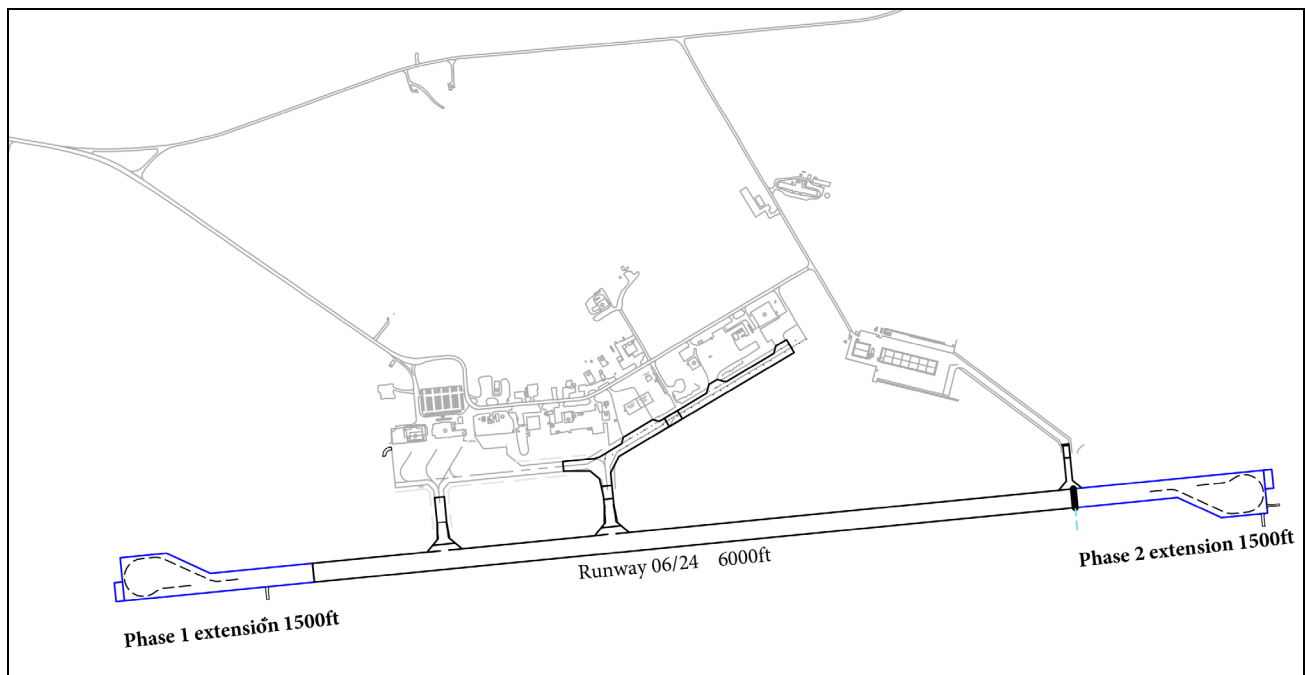 Runway 06/24 6000ft
Phase 2 extension 1500ft
Phase 1 extension 1500ft